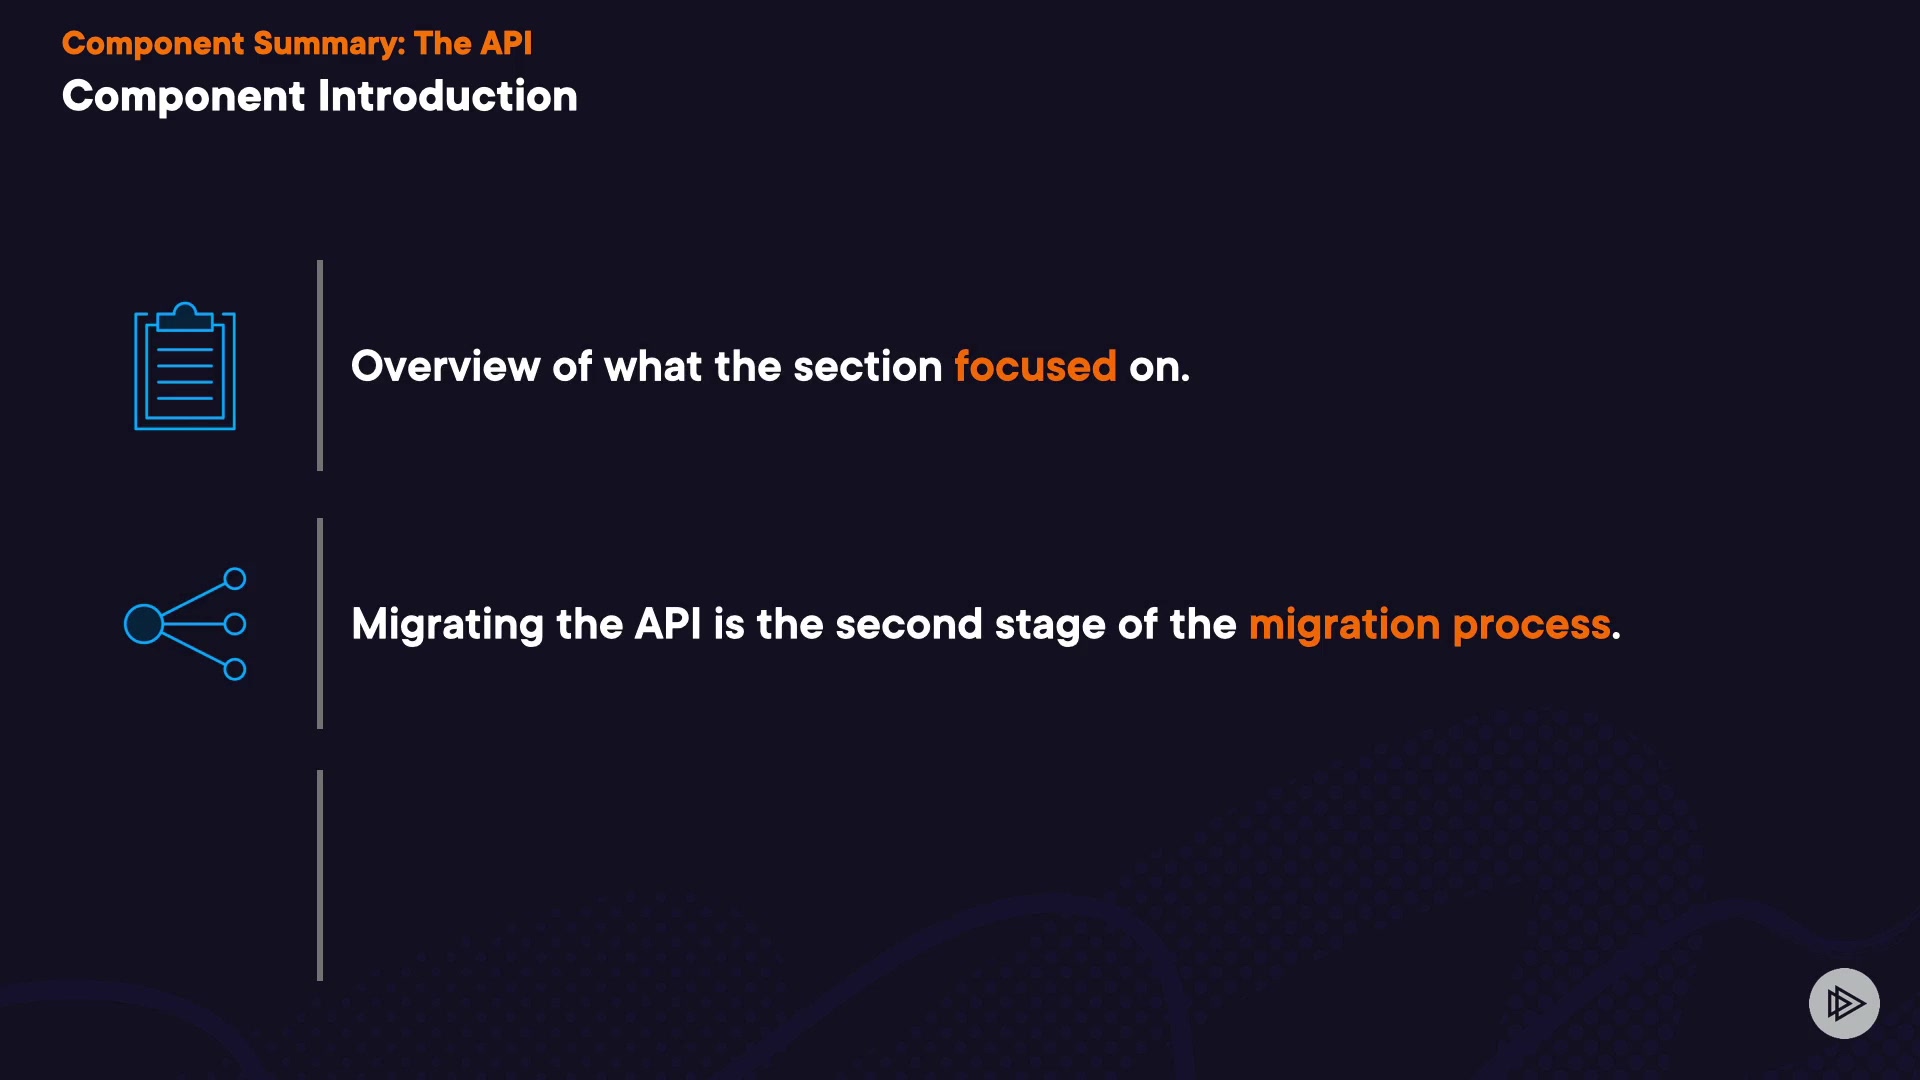 Component Summary: The API
Component Introduction
Overview of what the section focused on.
Migrating the API is the second stage of the migration process.